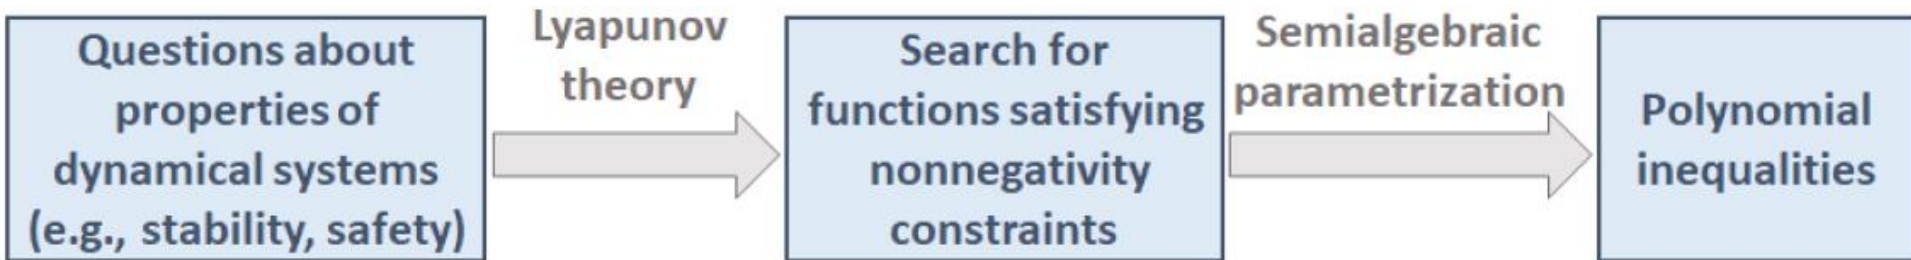 Questions about
properties of
dynamical systems
(e.g., stability, safety)
Lyapunov
theory
Search for
functions satisfying
nonnegativity
constraints
Semialgebraic
parametrization
Polynomial
inequalities